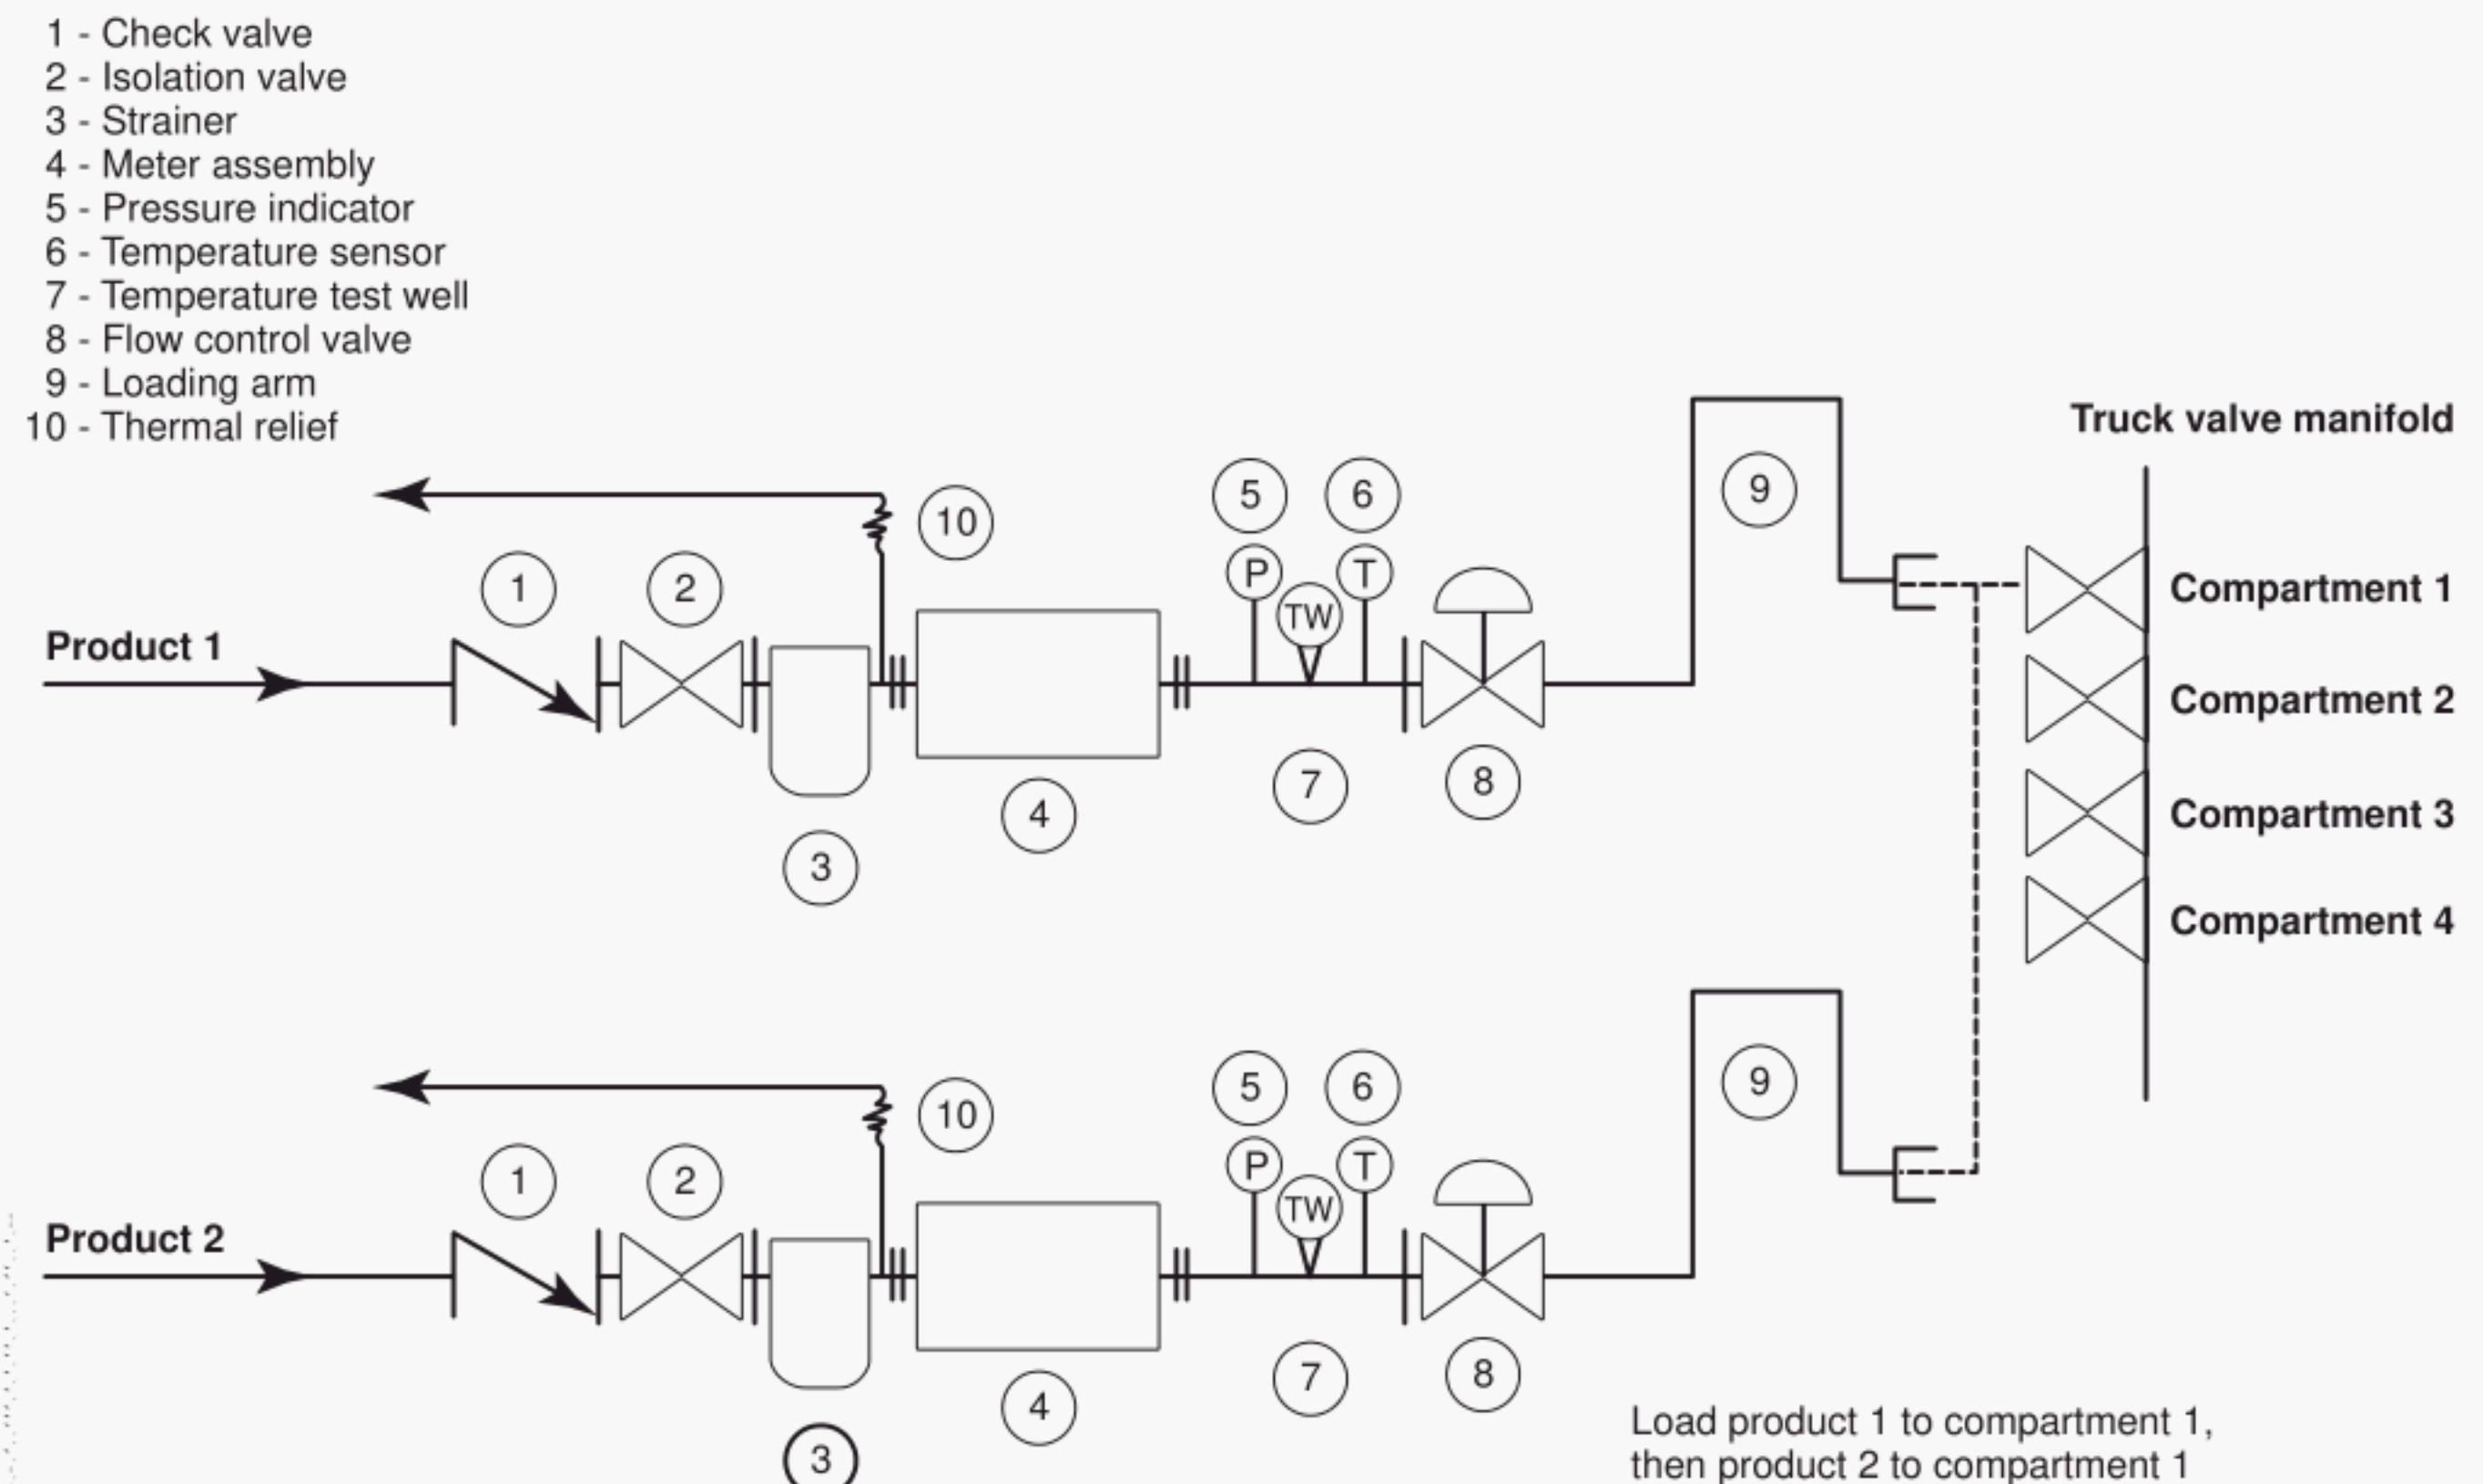 1 - Check valve
2 - Isolation valve
3 - Strainer
4 - Meter assembly
5 - Pressure indicator
6 - Temperature sensor
7 - Temperature test well
8 - Flow control valve
9 - Loading arm
10 - Thermal relief
Truck valve manifold
5
6
9
10
1
2
P
T
TW
Compartment 1
Product 1
Compartment 2
7
8
4
Compartment 3
3
Compartment 4
5
6
9
10
1
2
P
T
TW
Product 2
7
8
4
3
Load product 1 to compartment 1,
then product 2 to compartment 1